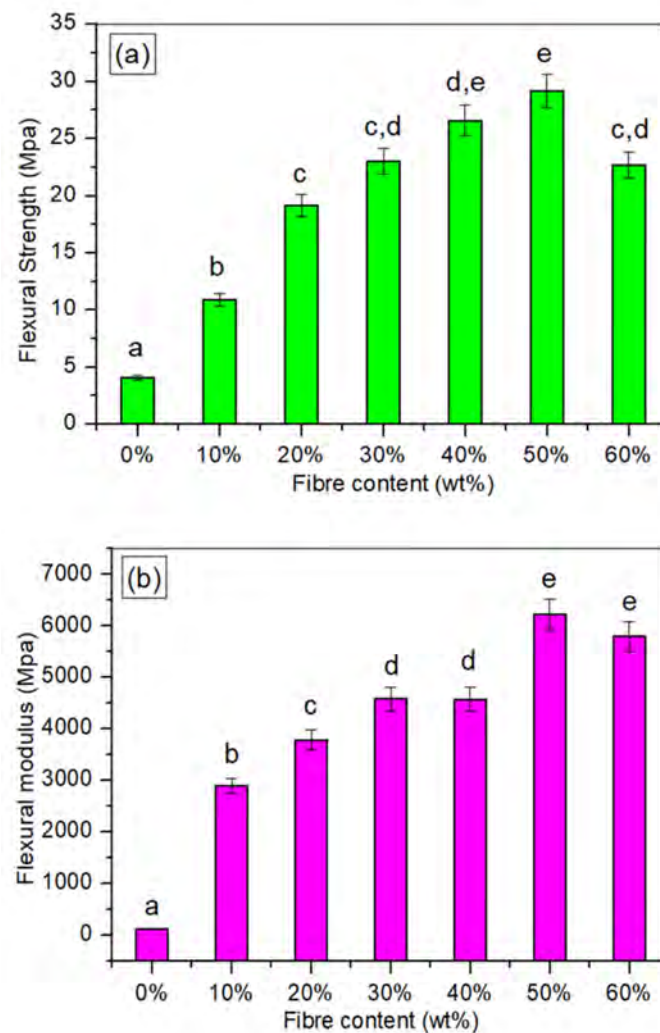 (a)
Flexural Strength (Mpa)
35
30
25
20
15
10
5
0
a
b
c
c,d
d,e
e
c,d
0% 10% 20% 30% 40% 50% 60%
Fibre content (wt%)
(b)
Flexural modulus (Mpa)
7000
6000
5000
4000
3000
2000
1000
0
a
b
c
d
d
e
e
0% 10% 20% 30% 40% 50% 60%
Fibre content (wt%)